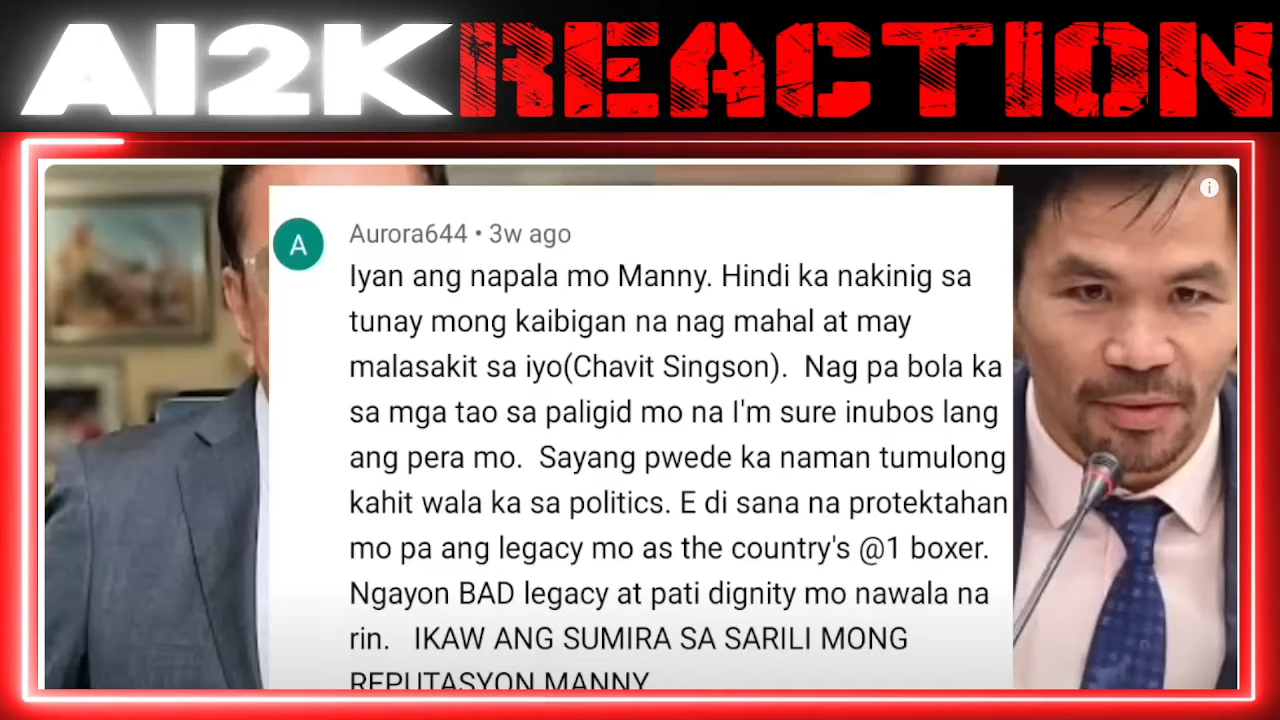 AI2KREACTION
A
Aurora644 • 3w ago
Iyan ang napala mo Manny. Hindi ka nakinig sa
tunay mong kaibigan na nag mahal at may
malasakit sa iyo(Chavit Singson).  Nag pa bola ka
sa mga tao sa paligid mo na I'm sure inubos lang
ang pera mo.  Sayang pwede ka naman tumulong
kahit wala ka sa politics. E di sana na protektahan
mo pa ang legacy mo as the country's @1 boxer.
Ngayon BAD legacy at pati dignity mo nawala na
rin.   IKAW ANG SUMIRA SA SARILI MONG
REPUTASYON MANNY